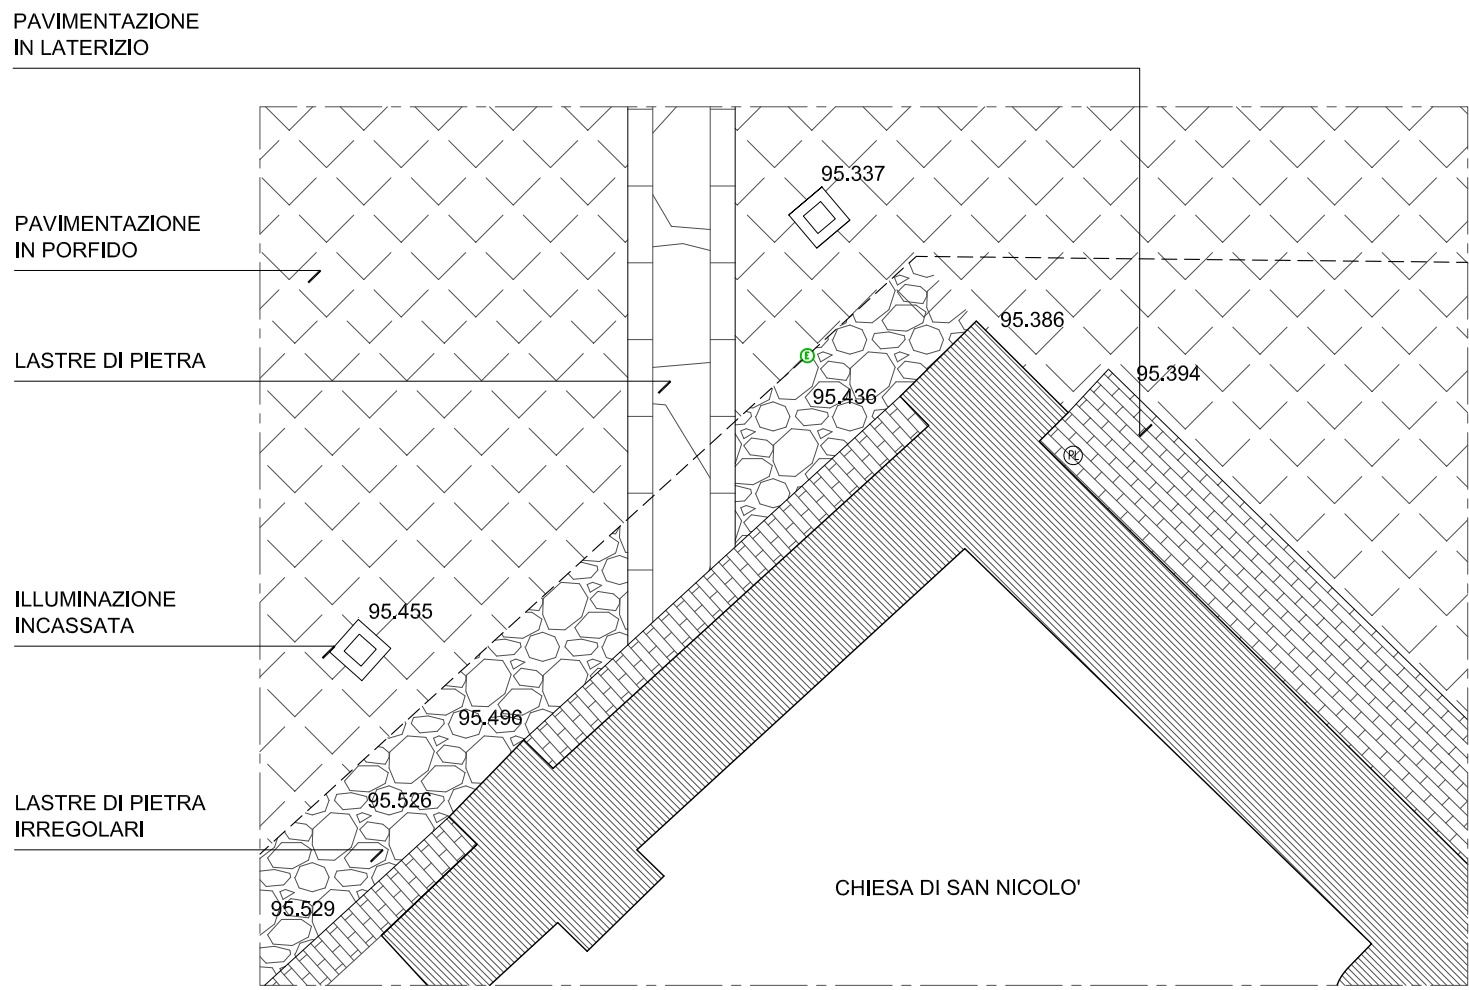 PAVIMENTAZIONE
IN LATERIZIO
95.337
PAVIMENTAZIONE
IN PORFIDO
95.386
LASTRE DI PIETRA
E
95.394
95.436
PL
ILLUMINAZIONE
INCASSATA
95.455
95.496
LASTRE DI PIETRA
IRREGOLARI
95.526
CHIESA DI SAN NICOLO'
95.529